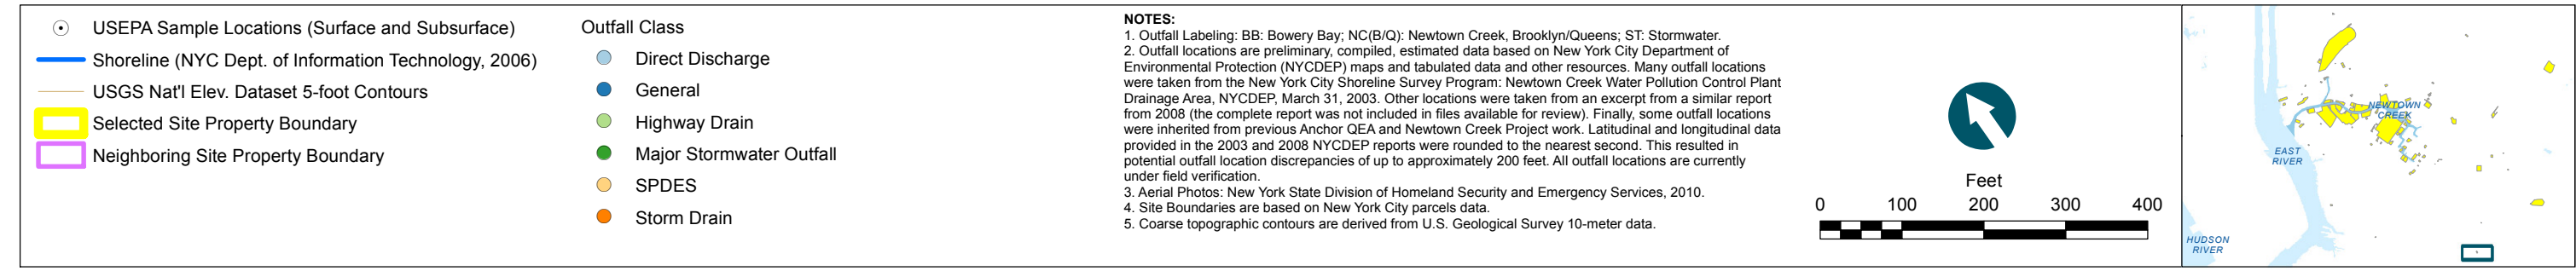 USEPA Sample Locations (Surface and Subsurface)
Shoreline (NYC Dept. of Information Technology, 2006)
USGS Nat'l Elev. Dataset 5-foot Contours
Selected Site Property Boundary
Neighboring Site Property Boundary
Outfall Class
Direct Discharge
General
Highway Drain
Major Stormwater Outfall
SPDES
Storm Drain
NOTES:
1. Outfall Labeling: BB: Bowery Bay; NC(B/Q): Newtown Creek, Brooklyn/Queens; ST: Stormwater.
2. Outfall locations are preliminary, compiled, estimated data based on New York City Department of
Environmental Protection (NYCDEP) maps and tabulated data and other resources. Many outfall locations
were taken from the New York City Shoreline Survey Program: Newtown Creek Water Pollution Control Plant
Drainage Area, NYCDEP, March 31, 2003. Other locations were taken from an excerpt from a similar report
from 2008 (the complete report was not included in files available for review). Finally, some outfall locations
were inherited from previous Anchor QEA and Newtown Creek Project work. Latitudinal and longitudinal data
provided in the 2003 and 2008 NYCDEP reports were rounded to the nearest second. This resulted in
potential outfall location discrepancies of up to approximately 200 feet. All outfall locations are currently
under field verification.
3. Aerial Photos: New York State Division of Homeland Security and Emergency Services, 2010.
4. Site Boundaries are based on New York City parcels data.
5. Coarse topographic contours are derived from U.S. Geological Survey 10-meter data.
Feet
0 100 200 300 400
NEWTOWN
CREEK
EAST
RIVER
HUDSON
RIVER